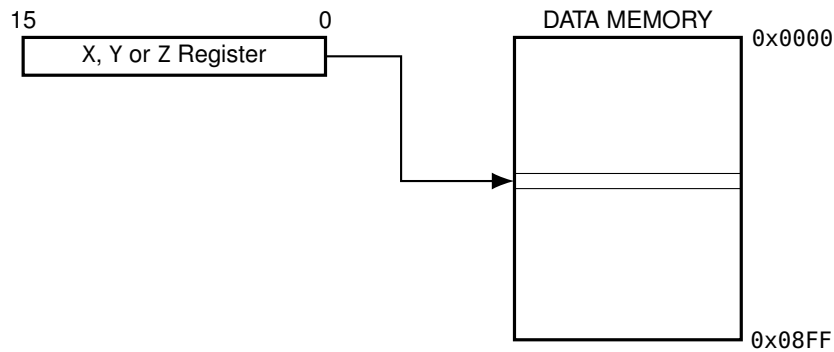 15 0 DATA MEMORY
X, Y or Z Register 0x0000
0x08FF